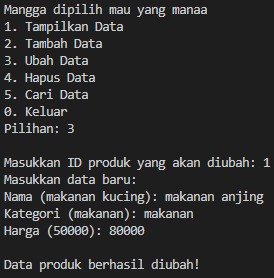 Mangga dipilih mau yang manaa
1. Tampilkan Data
2. Tambah Data
3. Ubah Data
4. Hapus Data
5. Cari Data
0. Keluar
Pilihan: 3
Masukkan ID produk yang akan diubah: 1
Masukkan data baru:
Nama (makanan kucing): makanan anjing
Kategori (makanan): makanan
Harga (50000): 80000
Data produk berhasil diubah!